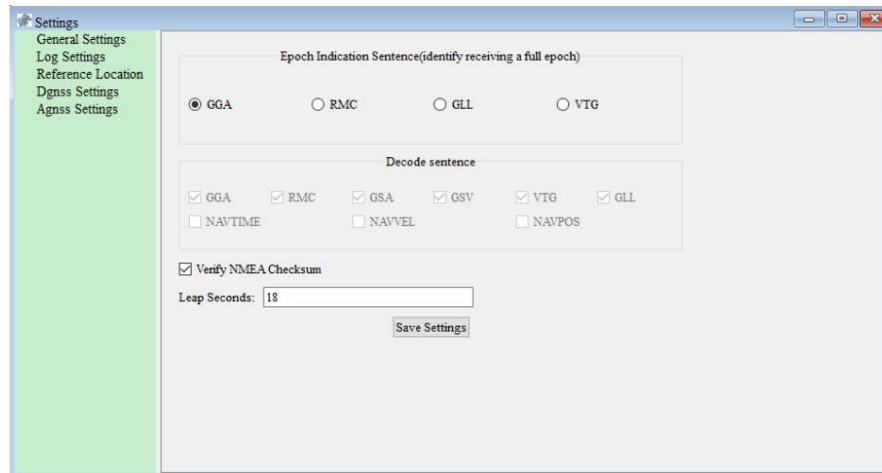 Settings
General Settings
Log Settings
Reference Location
Dgnss Settings
Agnss Settings
Epoch Indication Sentence(identify receiving a full epoch)
GGA RMC GLL VTG
Decode sentence
GGA RMC GSA GSV VTG GLL
NAVTIME NAVVEL NAVPOS
Verify NMEA Checksum
Leap Seconds: 18
Save Settings